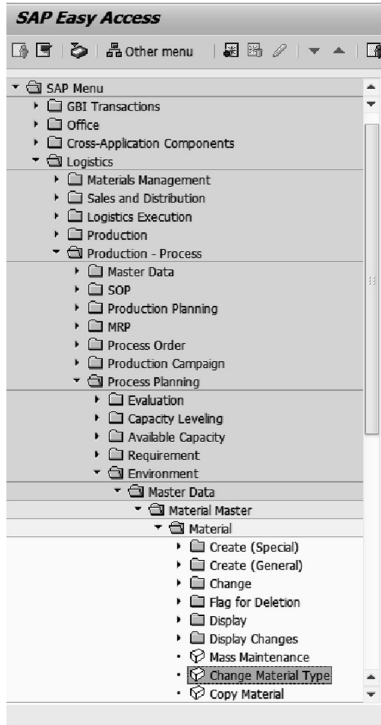 SAP Easy Access
Other menu
SAP Menu
GBI Transactions
Office
Cross-Application Components
Logistics
Materials Management
Sales and Distribution
Logistics Execution
Production
Production - Process
Master Data
SOP
Production Planning
MRP
Process Order
Production Campaign
Process Planning
Evaluation
Capacity Leveling
Available Capacity
Requirement
Environment
Master Data
Material Master
Material
Create (Special)
Create (General)
Change
Flag for Deletion
Display
Display Changes
Mass Maintenance
Change Material Type
Copy Material